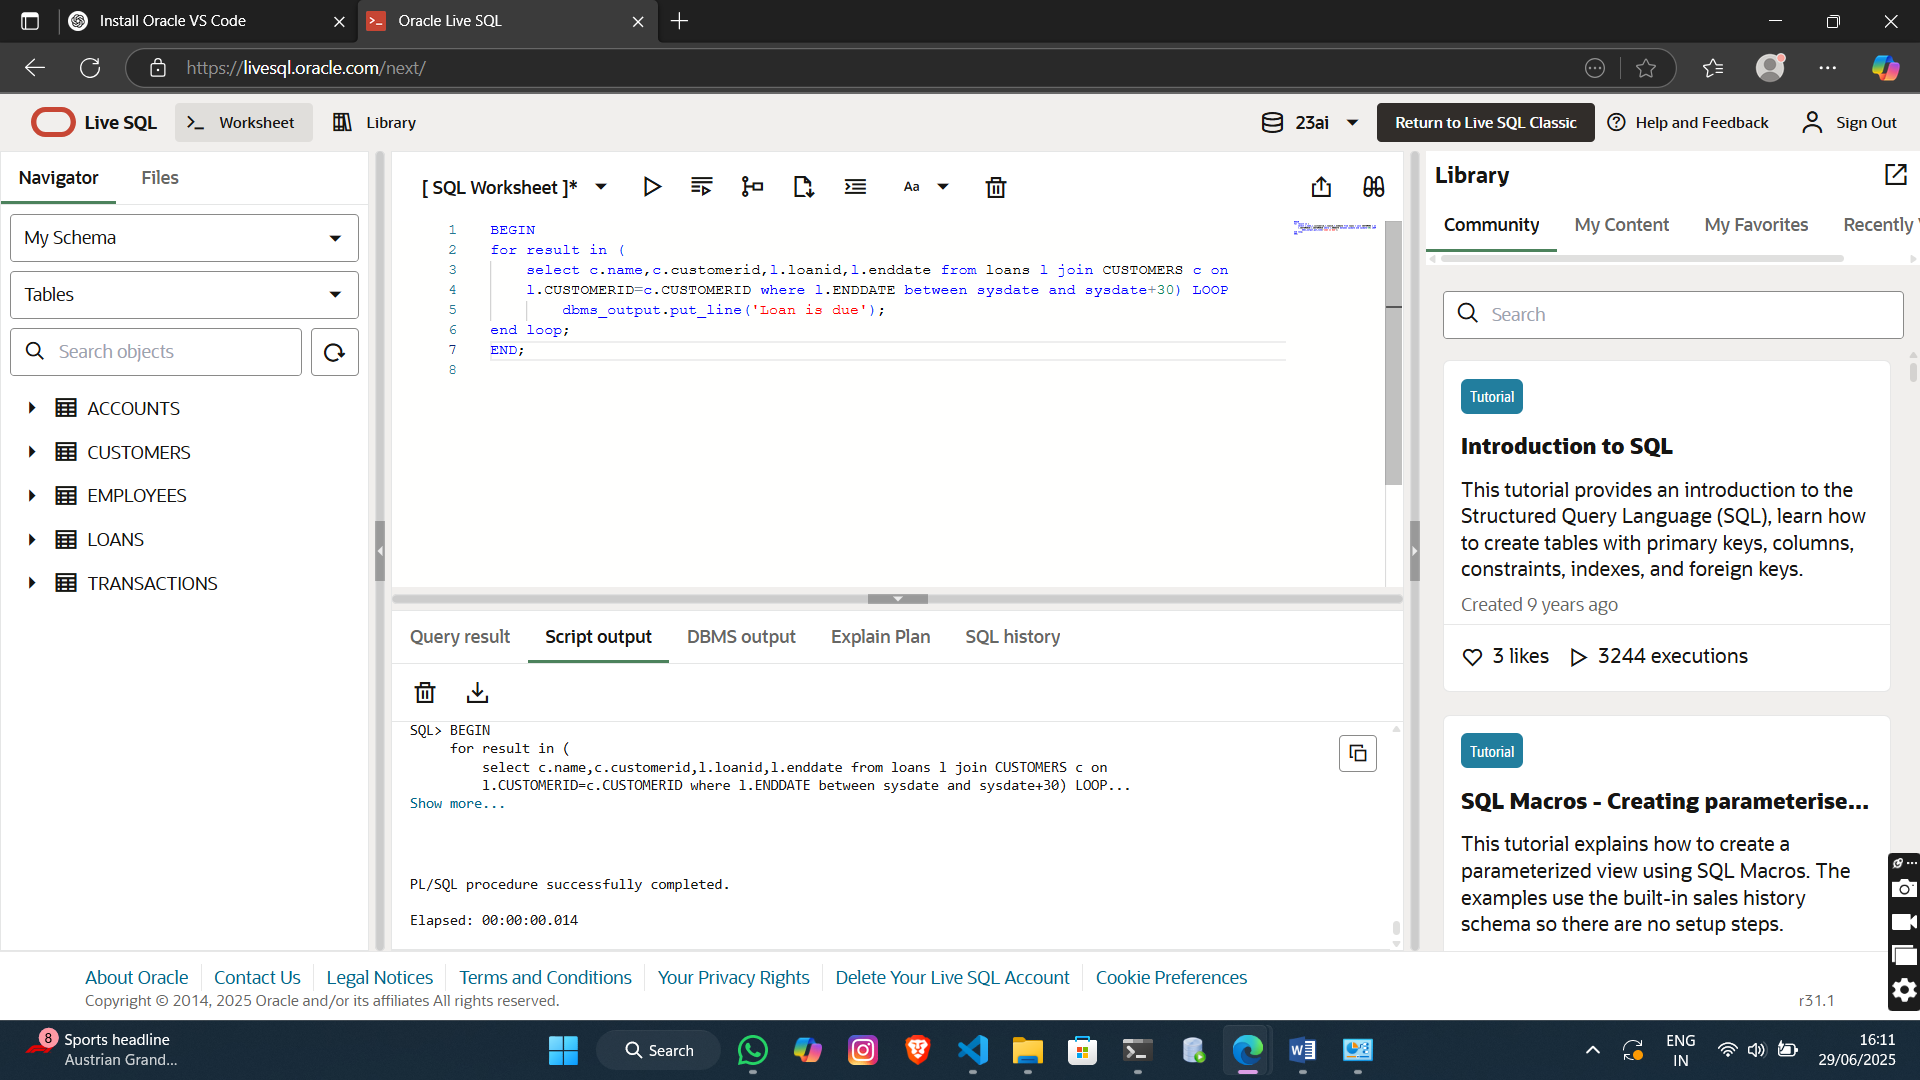 Install Oracle VS Code
Oracle Live SQL
https://livesql.oracle.com/next/
Live SQL
Worksheet
Library
23ai
Return to Live SQL Classic
Help and Feedback
Sign Out
Navigator
Files
My Schema
Tables
Search objects
ACCOUNTS
CUSTOMERS
EMPLOYEES
LOANS
TRANSACTIONS
[ SQL Worksheet ]*
Aa
1 BEGIN
2 for result in (
3 select c.name,c.customerid,l.loanid,l.enddate from loans l join CUSTOMERS c on
4 l.CUSTOMERID=c.CUSTOMERID where l.ENDDATE between sysdate and sysdate+30) LOOP
5 dbms_output.put_line('Loan is due');
6 end loop;
7 END;
8
Query result
Script output
DBMS output
Explain Plan
SQL history
SQL> BEGIN
for result in (
select c.name,c.customerid,l.loanid,l.enddate from loans l join CUSTOMERS c on
l.CUSTOMERID=c.CUSTOMERID where l.ENDDATE between sysdate and sysdate+30) LOOP...
Show more...
PL/SQL procedure successfully completed.
Elapsed: 00:00:00.014
Library
Community
My Content
My Favorites
Recently
Search
Tutorial
Introduction to SQL
This tutorial provides an introduction to the
Structured Query Language (SQL), learn how
to create tables with primary keys, columns,
constraints, indexes, and foreign keys.
Created 9 years ago
3 likes
3244 executions
Tutorial
SQL Macros - Creating parameterise...
This tutorial explains how to create a
parameterized view using SQL Macros. The
examples use the built-in sales history
schema so there are no setup steps.
About Oracle
Contact Us
Legal Notices
Terms and Conditions
Your Privacy Rights
Delete Your Live SQL Account
Cookie Preferences
Copyright © 2014, 2025 Oracle and/or its affiliates All rights reserved.
r31.1
8
Sports headline
Austrian Grand...
Search
ENG
IN
16:11
29/06/2025